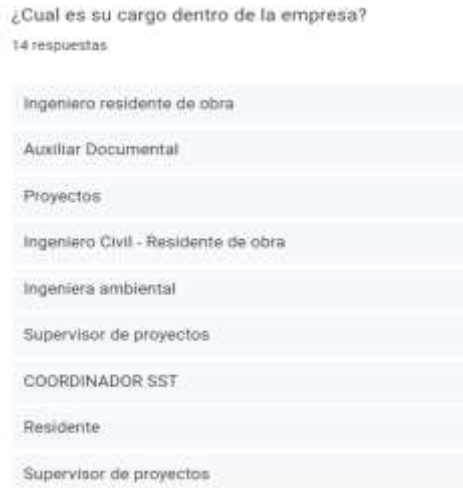 ¿Cual es su cargo dentro de la empresa?
14 respuestas
Ingeniero residente de obra
Auxiliar Documental
Proyectos
Ingeniero Civil - Residente de obra
Ingeniera ambiental
Supervisor de proyectos
COORDINADOR SST
Residente
Supervisor de proyectos